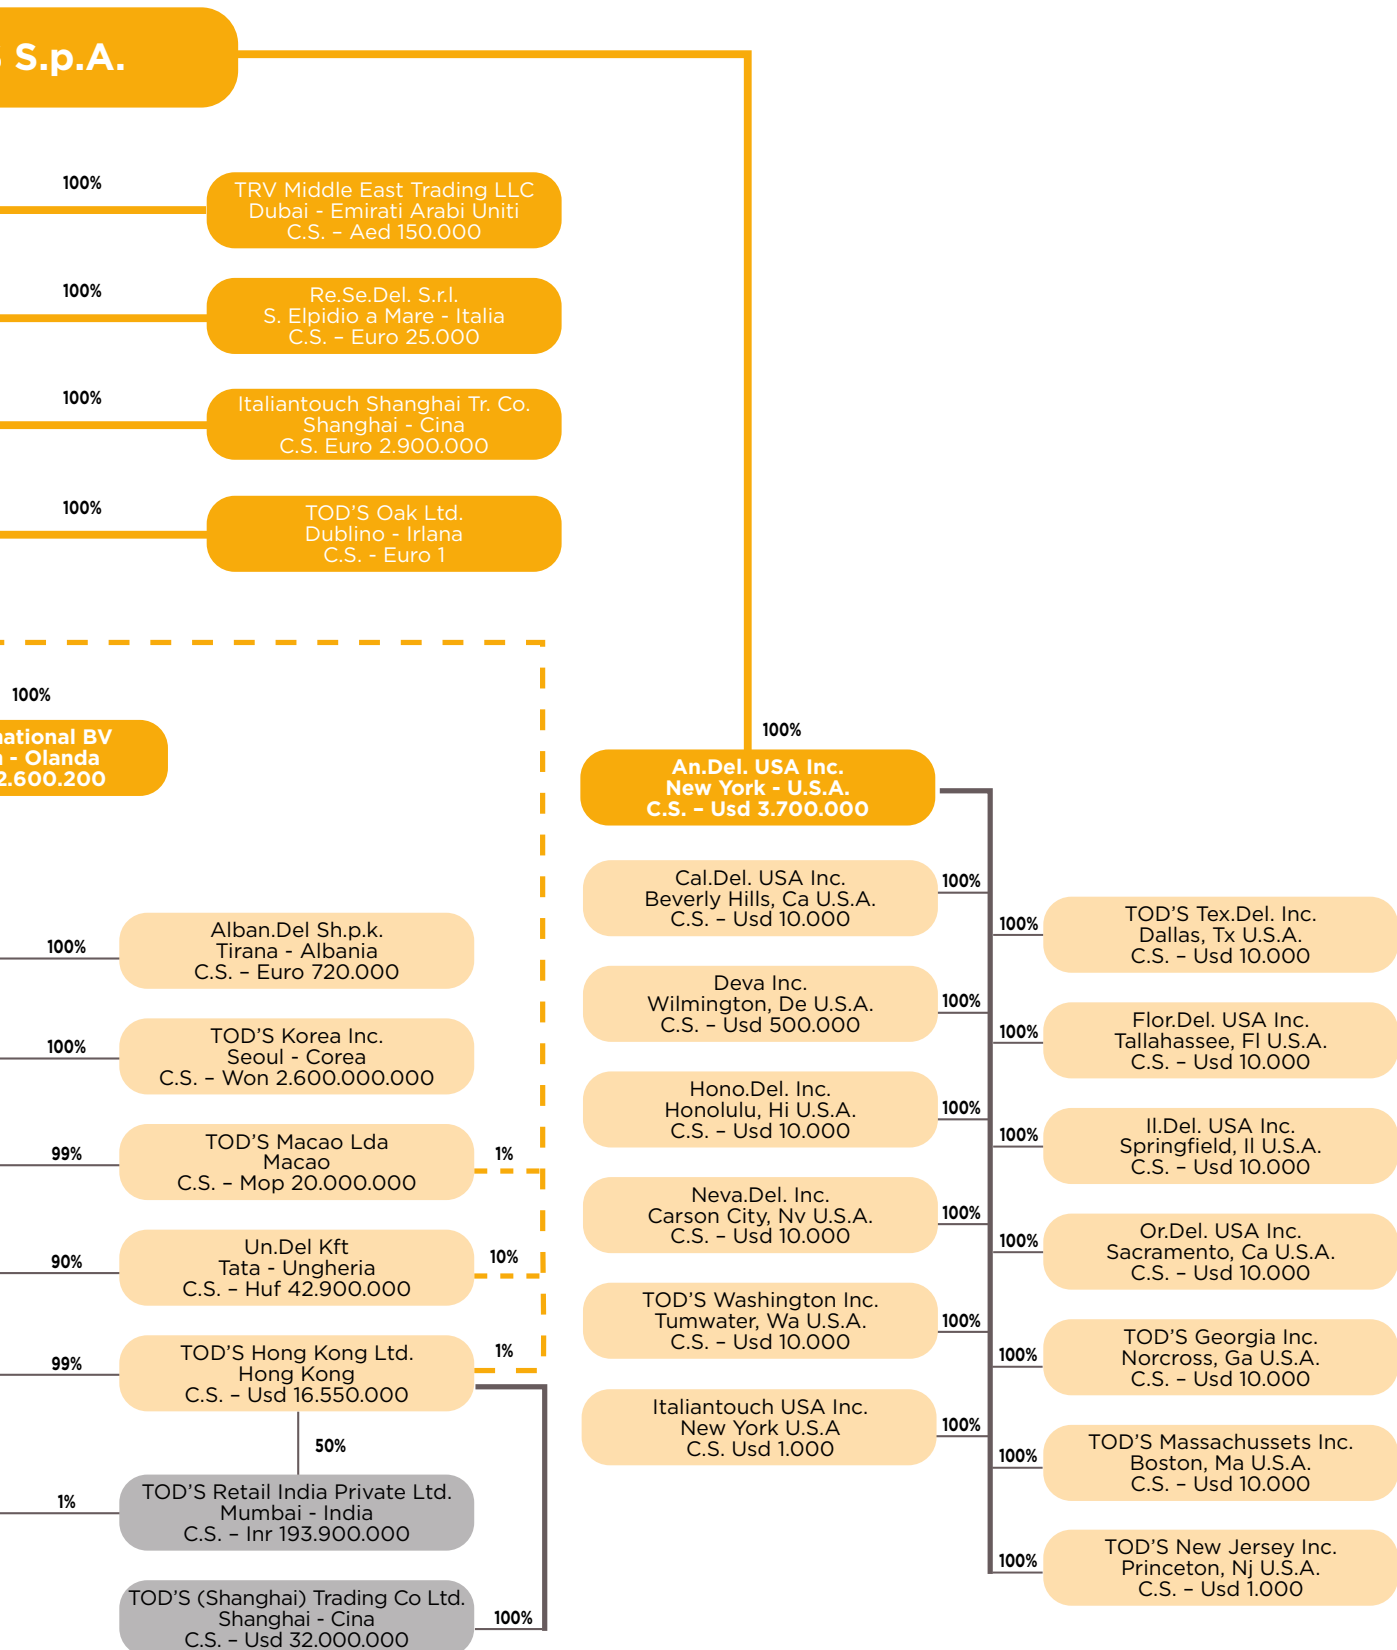 S.p.A.
100%
TRV Middle East Trading LLC
Dubai - Emirati Arabi Uniti
C.S. – Aed 150.000
100%
Re.Se.Del. S.r.l.
S. Elpidio a Mare - Italia
C.S. – Euro 25.000
100%
Italiantouch Shanghai Tr. Co.
Shanghai - Cina
C.S. Euro 2.900.000
100%
TOD'S Oak Ltd.
Dublino - Irlana
C.S. - Euro 1
100%
national BV
- Olanda
2.600.200
100%
An.Del. USA Inc.
New York - U.S.A.
C.S. – Usd 3.700.000
100%
Alban.Del Sh.p.k.
Tirana - Albania
C.S. – Euro 720.000
100%
TOD'S Korea Inc.
Seoul - Corea
C.S. – Won 2.600.000.000
99%
TOD'S Macao Lda
Macao
C.S. – Mop 20.000.000
1%
90%
Un.Del Kft
Tata - Ungheria
C.S. – Huf 42.900.000
10%
99%
TOD'S Hong Kong Ltd.
Hong Kong
C.S. – Usd 16.550.000
1%
50%
1%
TOD'S Retail India Private Ltd.
Mumbai - India
C.S. – Inr 193.900.000
TOD'S (Shanghai) Trading Co Ltd.
Shanghai - Cina
C.S. – Usd 32.000.000
100%
Cal.Del. USA Inc.
Beverly Hills, Ca U.S.A.
C.S. – Usd 10.000
100%
Deva Inc.
Wilmington, De U.S.A.
C.S. – Usd 500.000
100%
Hono.Del. Inc.
Honolulu, Hi U.S.A.
C.S. – Usd 10.000
100%
Neva.Del. Inc.
Carson City, Nv U.S.A.
C.S. – Usd 10.000
100%
TOD'S Washington Inc.
Tumwater, Wa U.S.A.
C.S. – Usd 10.000
100%
Italiantouch USA Inc.
New York U.S.A
C.S. Usd 1.000
100%
100%
TOD'S Tex.Del. Inc.
Dallas, Tx U.S.A.
C.S. – Usd 10.000
100%
Flor.Del. USA Inc.
Tallahassee, Fl U.S.A.
C.S. – Usd 10.000
100%
Il.Del. USA Inc.
Springfield, Il U.S.A.
C.S. – Usd 10.000
100%
Or.Del. USA Inc.
Sacramento, Ca U.S.A.
C.S. – Usd 10.000
100%
TOD'S Georgia Inc.
Norcross, Ga U.S.A.
C.S. – Usd 10.000
100%
TOD'S Massachussets Inc.
Boston, Ma U.S.A.
C.S. – Usd 10.000
100%
TOD'S New Jersey Inc.
Princeton, Nj U.S.A.
C.S. – Usd 1.000